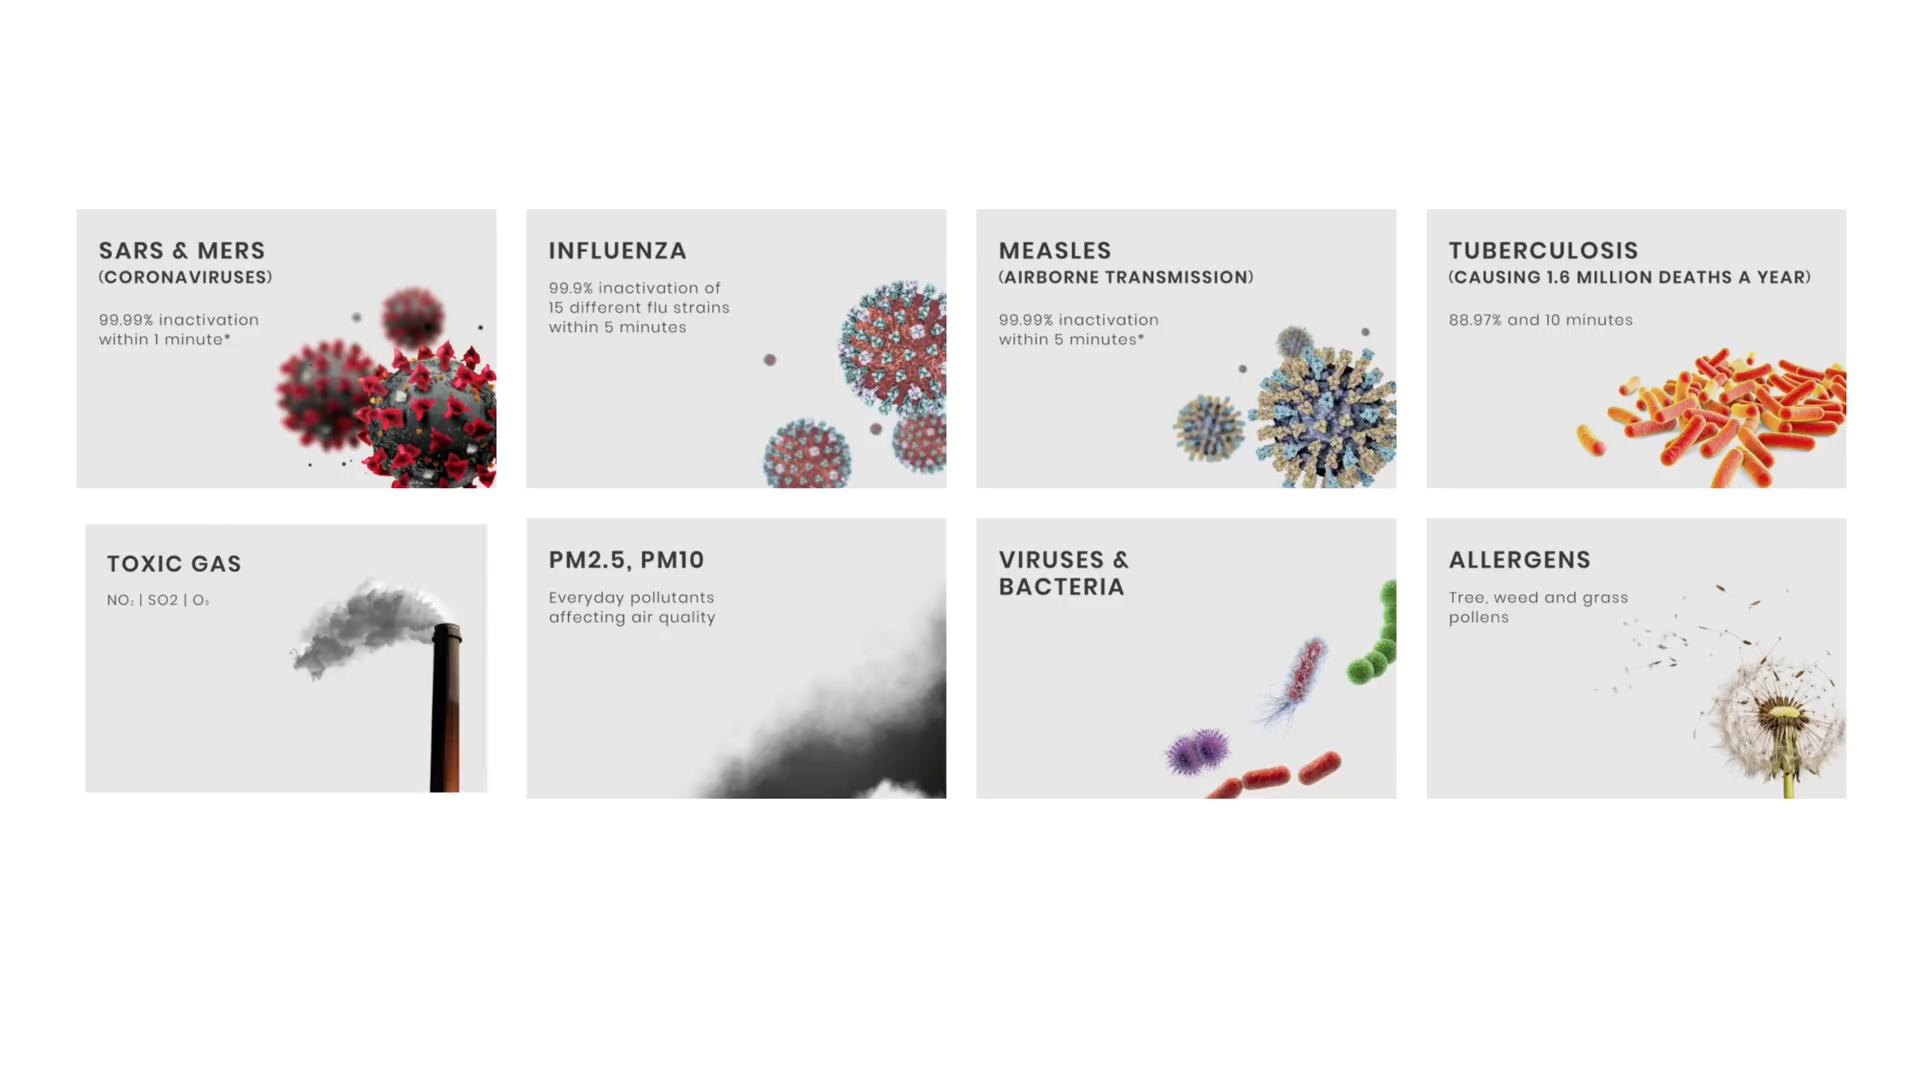 SARS & MERS
(CORONAVIRUSES)
99.99% inactivation
within 1 minute*
INFLUENZA
99.9% inactivation of
15 different flu strains
within 5 minutes
MEASLES
(AIRBORNE TRANSMISSION)
99.99% inactivation
within 5 minutes*
TUBERCULOSIS
(CAUSING 1.6 MILLION DEATHS A YEAR)
88.97% and 10 minutes
TOXIC GAS
NO₂ | SO2 | O₃
PM2.5, PM10
Everyday pollutants
affecting air quality
VIRUSES &
BACTERIA
ALLERGENS
Tree, weed and grass
pollens